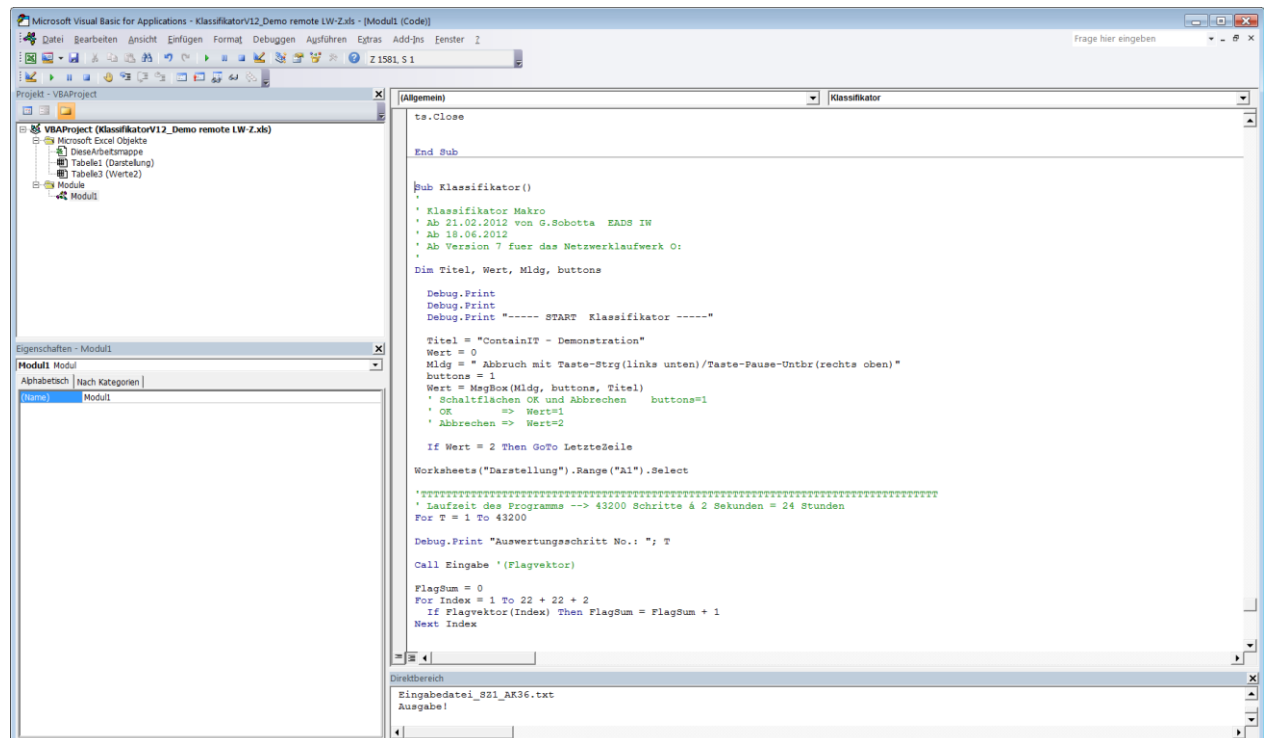 Microsoft Visual Basic for Applications - KlassifikatorV12_Demo remote LW-Z.xls - [Modul1 (Code)]
Datei Bearbeiten Ansicht Einfügen Format Debuggen Ausführen Extras Add-Ins Fenster ? Frage hier eingeben
Z 1581, S 1
Projekt - VBAProject
VBAProject (KlassifikatorV12_Demo remote LW-Z.xls)
Microsoft Excel Objekte
DieseArbeitsmappe
Tabelle1 (Darstellung)
Tabelle3 (Werte2)
Module
Modul1
Eigenschaften - Modul1
Modul1 Modul
Alphabetisch Nach Kategorien
(Name) Modul1
(Allgemein) Klassifikator
ts.Close
End Sub
Sub Klassifikator()
'
' Klassifikator Makro
' Ab 21.02.2012 von G.Sobotta  EADS IW
' Ab 18.06.2012
' Ab Version 7 fuer das Netzwerklaufwerk O:
'
Dim Titel, Wert, Mldg, buttons
Debug.Print
Debug.Print
Debug.Print "----- START  Klassifikator -----"
Titel = "ContainIT - Demonstration"
Wert = 0
Mldg = " Abbruch mit Taste-Strg(links unten)/Taste-Pause-Untbr(rechts oben)"
buttons = 1
Wert = MsgBox(Mldg, buttons, Titel)
' Schaltflächen OK und Abbrechen    buttons=1
' OK        =>  Wert=1
' Abbrechen =>  Wert=2
If Wert = 2 Then GoTo LetzteZeile
Worksheets("Darstellung").Range("A1").Select
'TTTTTTTTTTTTTTTTTTTTTTTTTTTTTTTTTTTTTTTTTTTTTTTTTTTTTTTTTTTTTTTTTTTTTTTTTTTTTTTTTTT
' Laufzeit des Programms --> 43200 Schritte á 2 Sekunden = 24 Stunden
For T = 1 To 43200
Debug.Print "Auswertungsschritt No.: "; T
Call Eingabe '(Flagvektor)
FlagSum = 0
For Index = 1 To 22 + 22 + 2
If Flagvektor(Index) Then FlagSum = FlagSum + 1
Next Index
Direktbereich
Eingabedatei_SZ1_AK36.txt
Ausgabe!